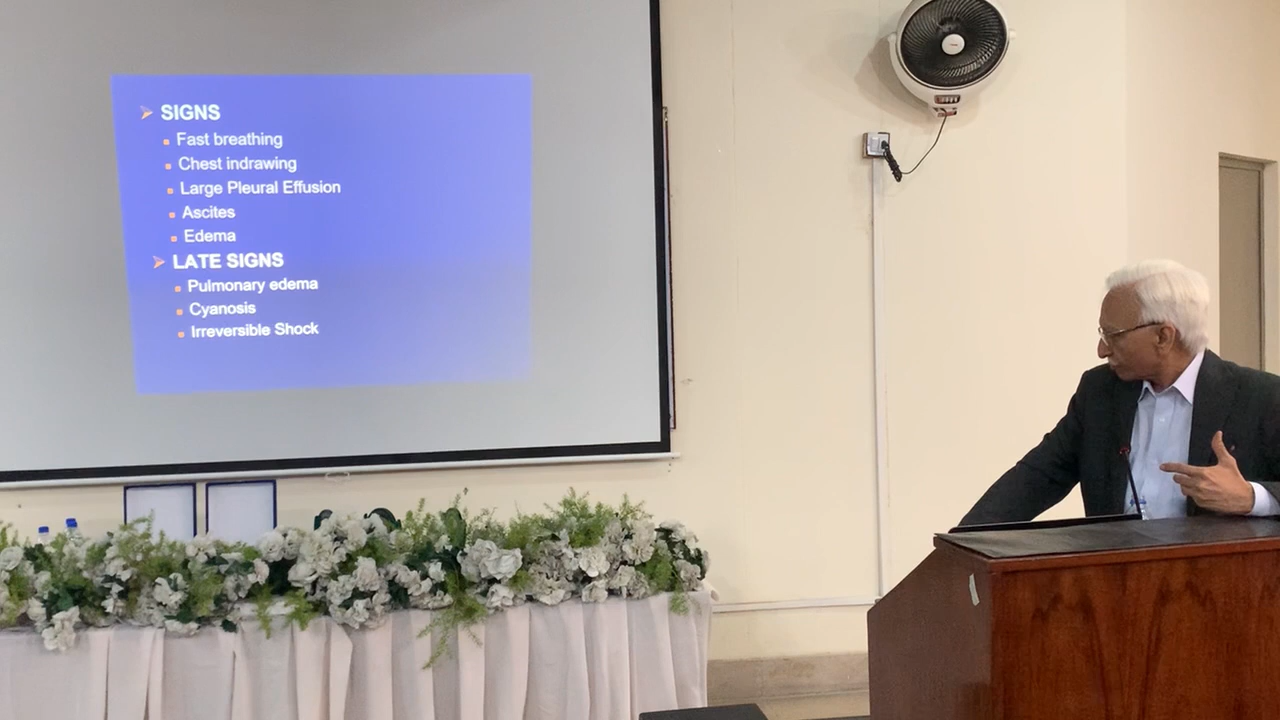 SIGNS
Fast breathing
Chest indrawing
Large Pleural Effusion
Ascites
Edema
LATE SIGNS
Pulmonary edema
Cyanosis
Irreversible Shock